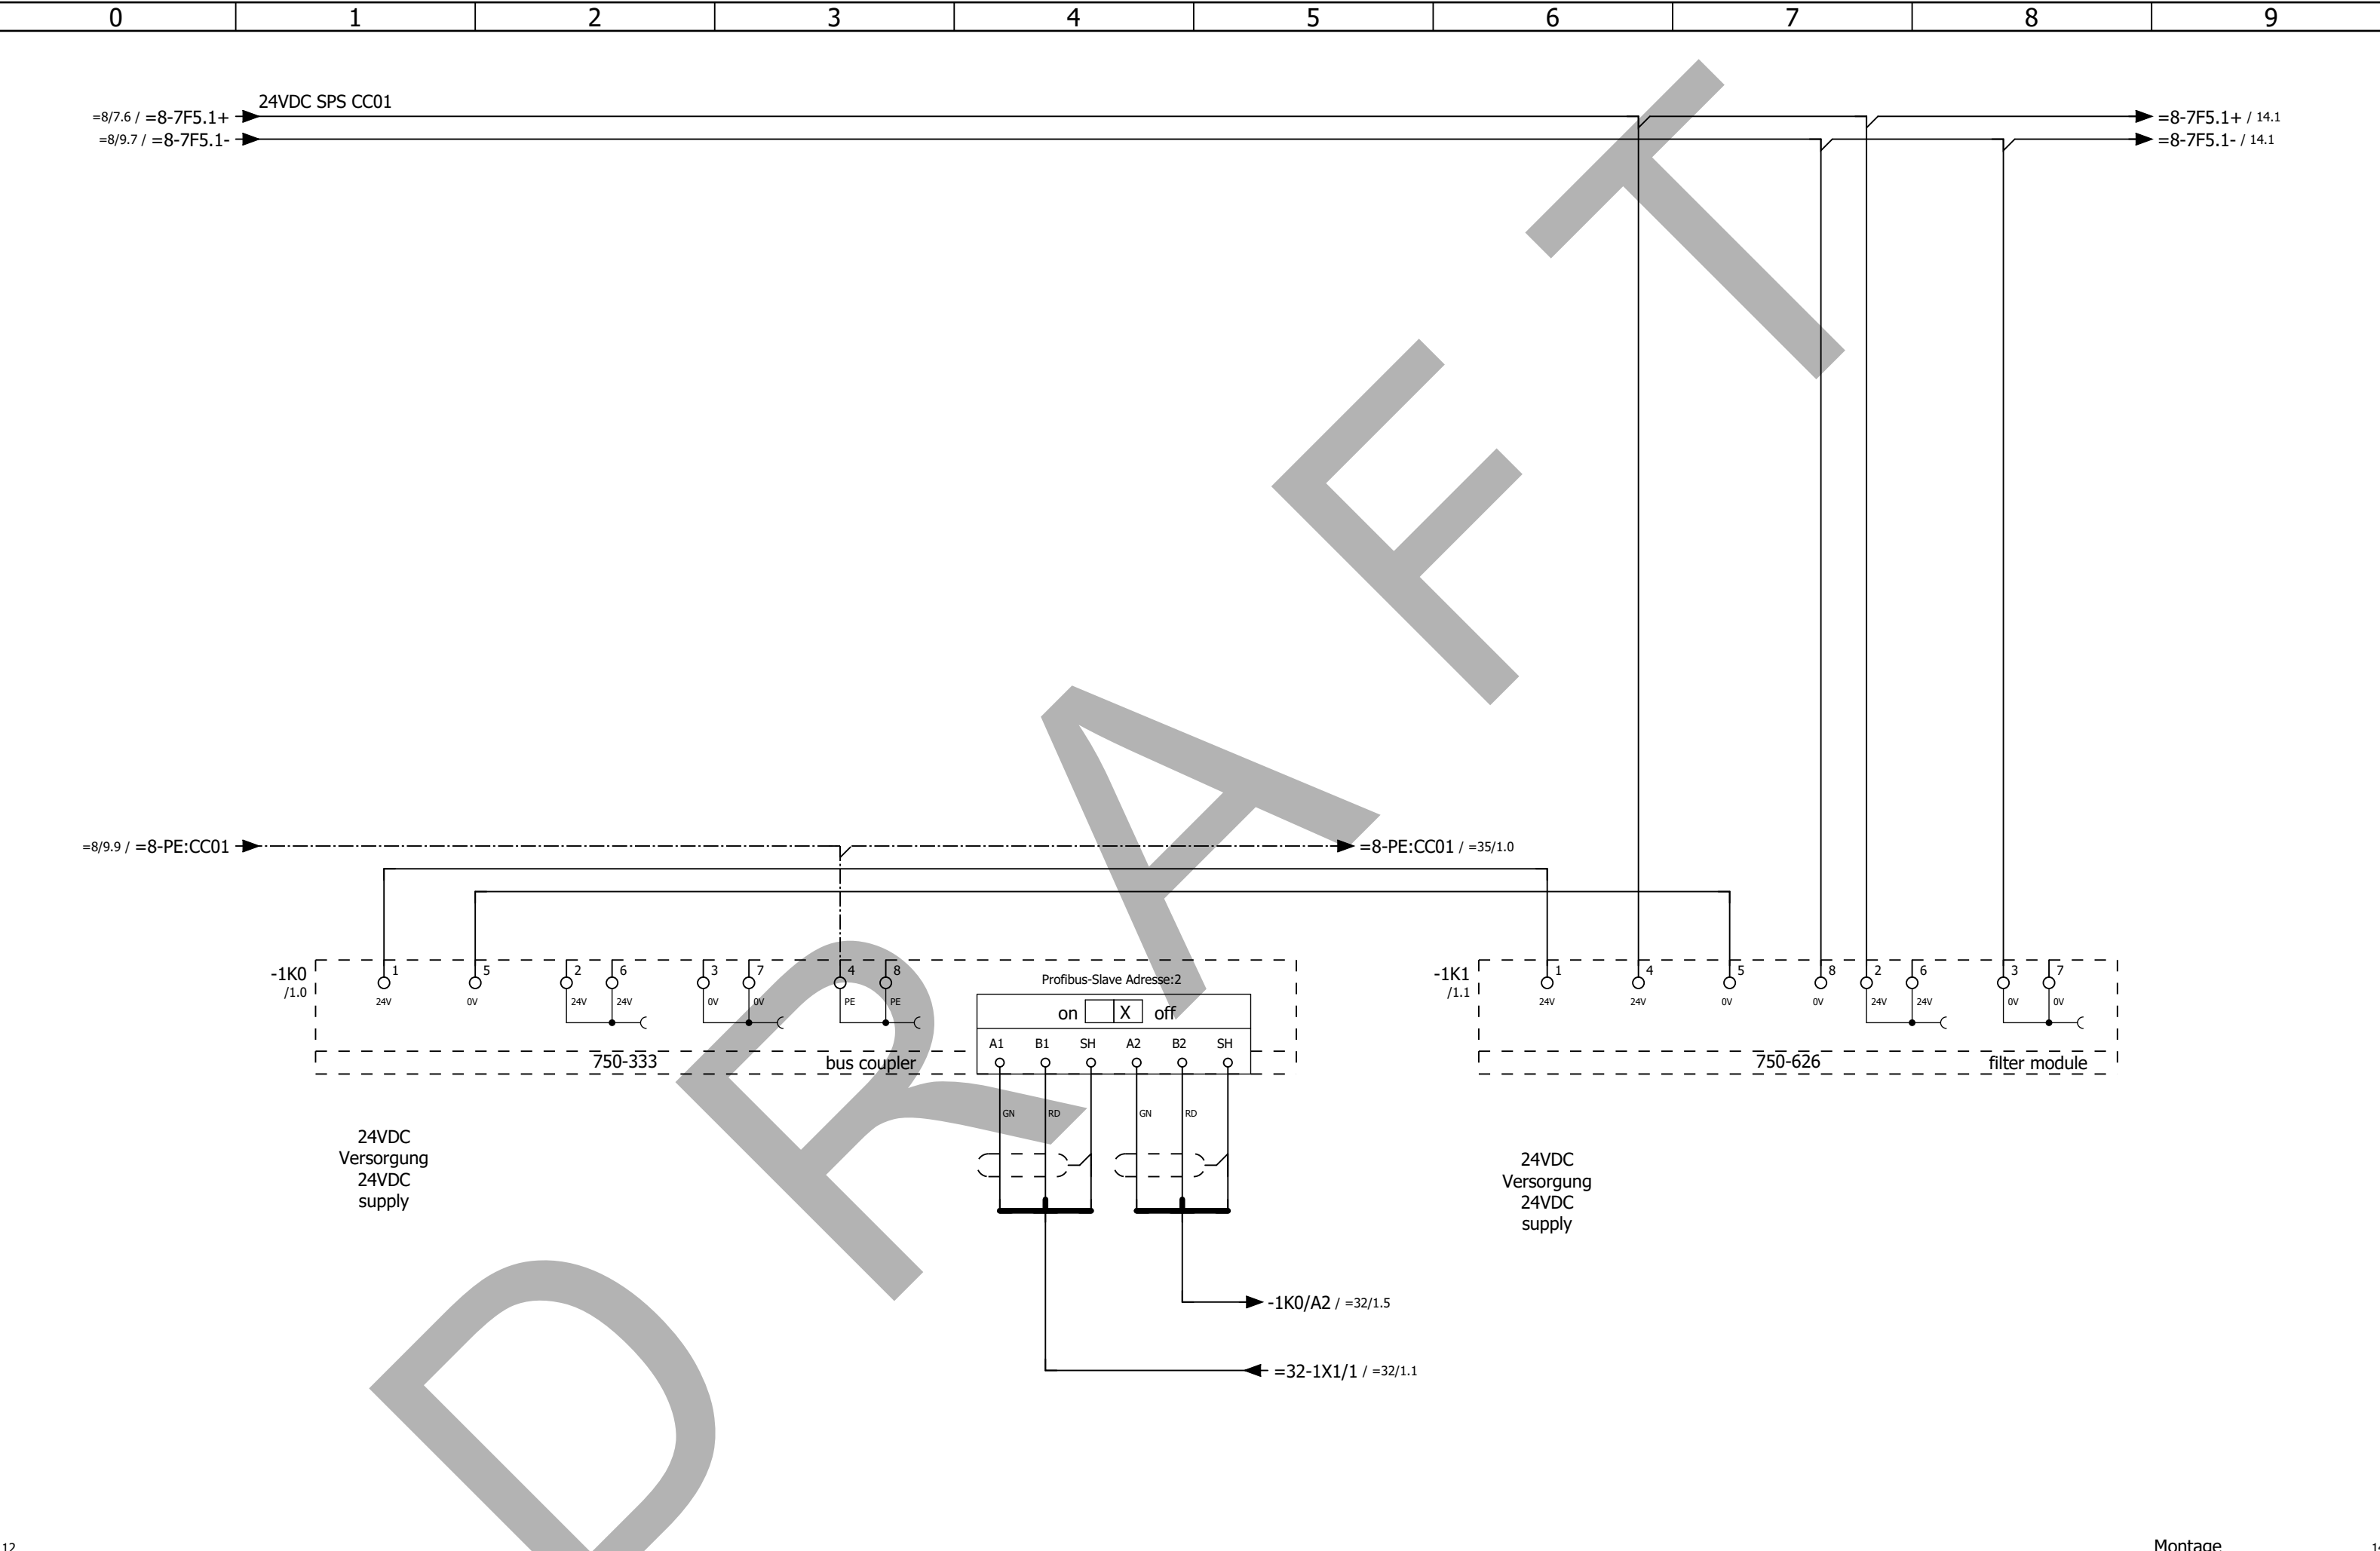 0 1 2 3 4 5 6 7 8 9
24VDC SPS CC01
=8/7.6 / =8-7F5.1+
=8-7F5.1+ / 14.1
=8/9.7 / =8-7F5.1-
=8-7F5.1- / 14.1
DRAFT
=8/9.9 / =8-PE:CC01
=8-PE:CC01 / =35/1.0
-1K0
/1.0
1 5 2 6 3 7 4 8
24V 0V 24V 24V 0V 0V PE PE
Profibus-Slave Adresse:2
on X off
A1 B1 SH A2 B2 SH
750-333
bus coupler
GN RD GN RD
-1K1
/1.1
1 4 5 8 2 6 3 7
24V 24V 0V 0V 24V 24V 0V 0V
750-626
filter module
24VDC
Versorgung
24VDC
supply
24VDC
Versorgung
24VDC
supply
-1K0/A2 / =32/1.5
=32-1X1/1 / =32/1.1
12
Montage